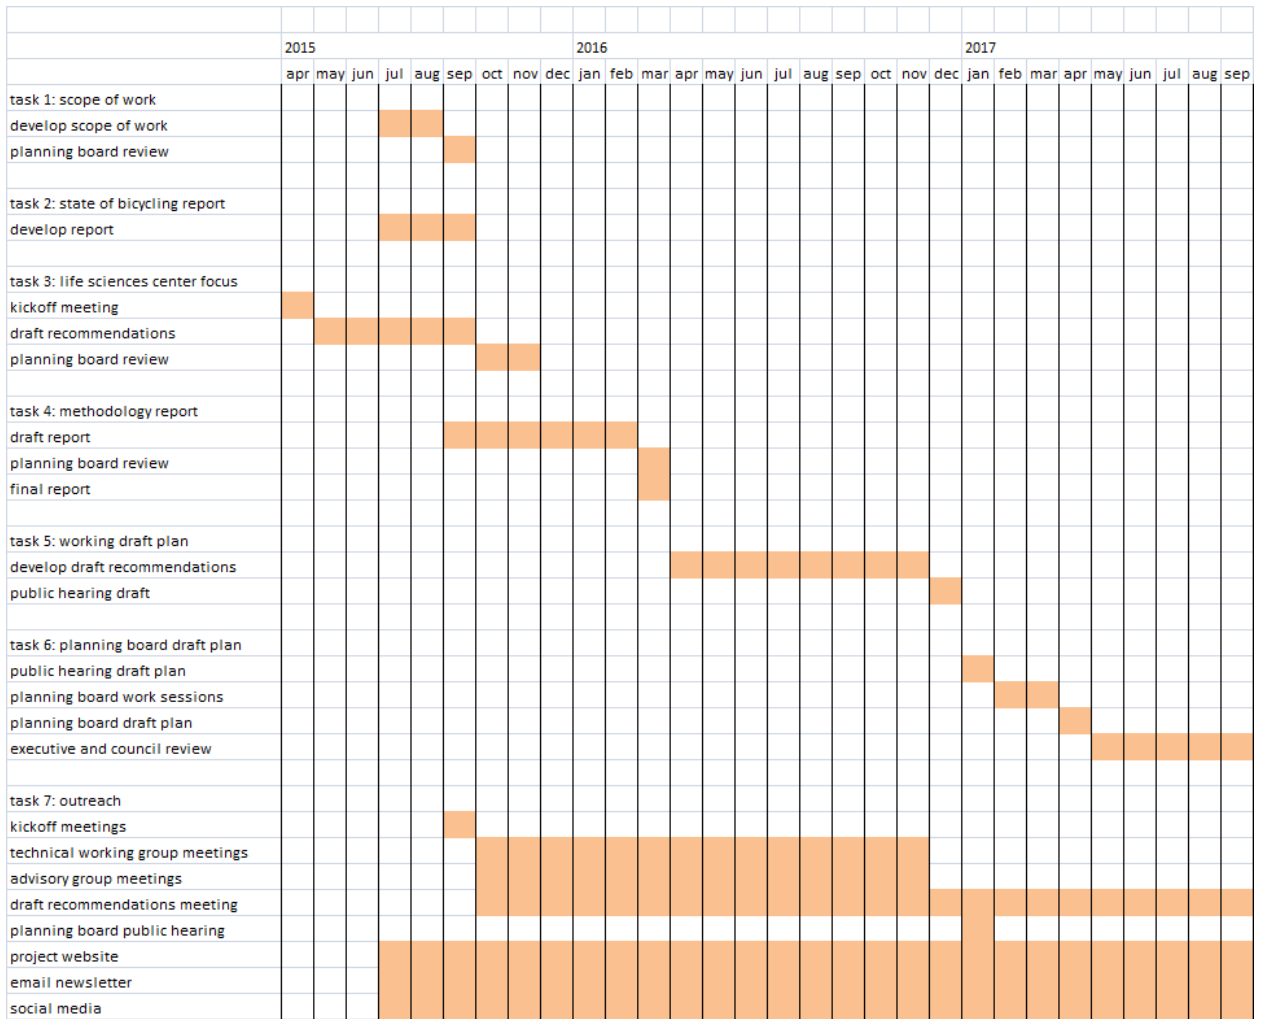 2015 2016 2017
apr may jun jul aug sep oct nov dec jan feb mar apr may jun jul aug sep oct nov dec jan feb mar apr may jun jul aug sep
task 1: scope of work
develop scope of work
planning board review
task 2: state of bicycling report
develop report
task 3: life sciences center focus
kickoff meeting
draft recommendations
planning board review
task 4: methodology report
draft report
planning board review
final report
task 5: working draft plan
develop draft recommendations
public hearing draft
task 6: planning board draft plan
public hearing draft plan
planning board work sessions
planning board draft plan
executive and council review
task 7: outreach
kickoff meetings
technical working group meetings
advisory group meetings
draft recommendations meeting
planning board public hearing
project website
email newsletter
social media